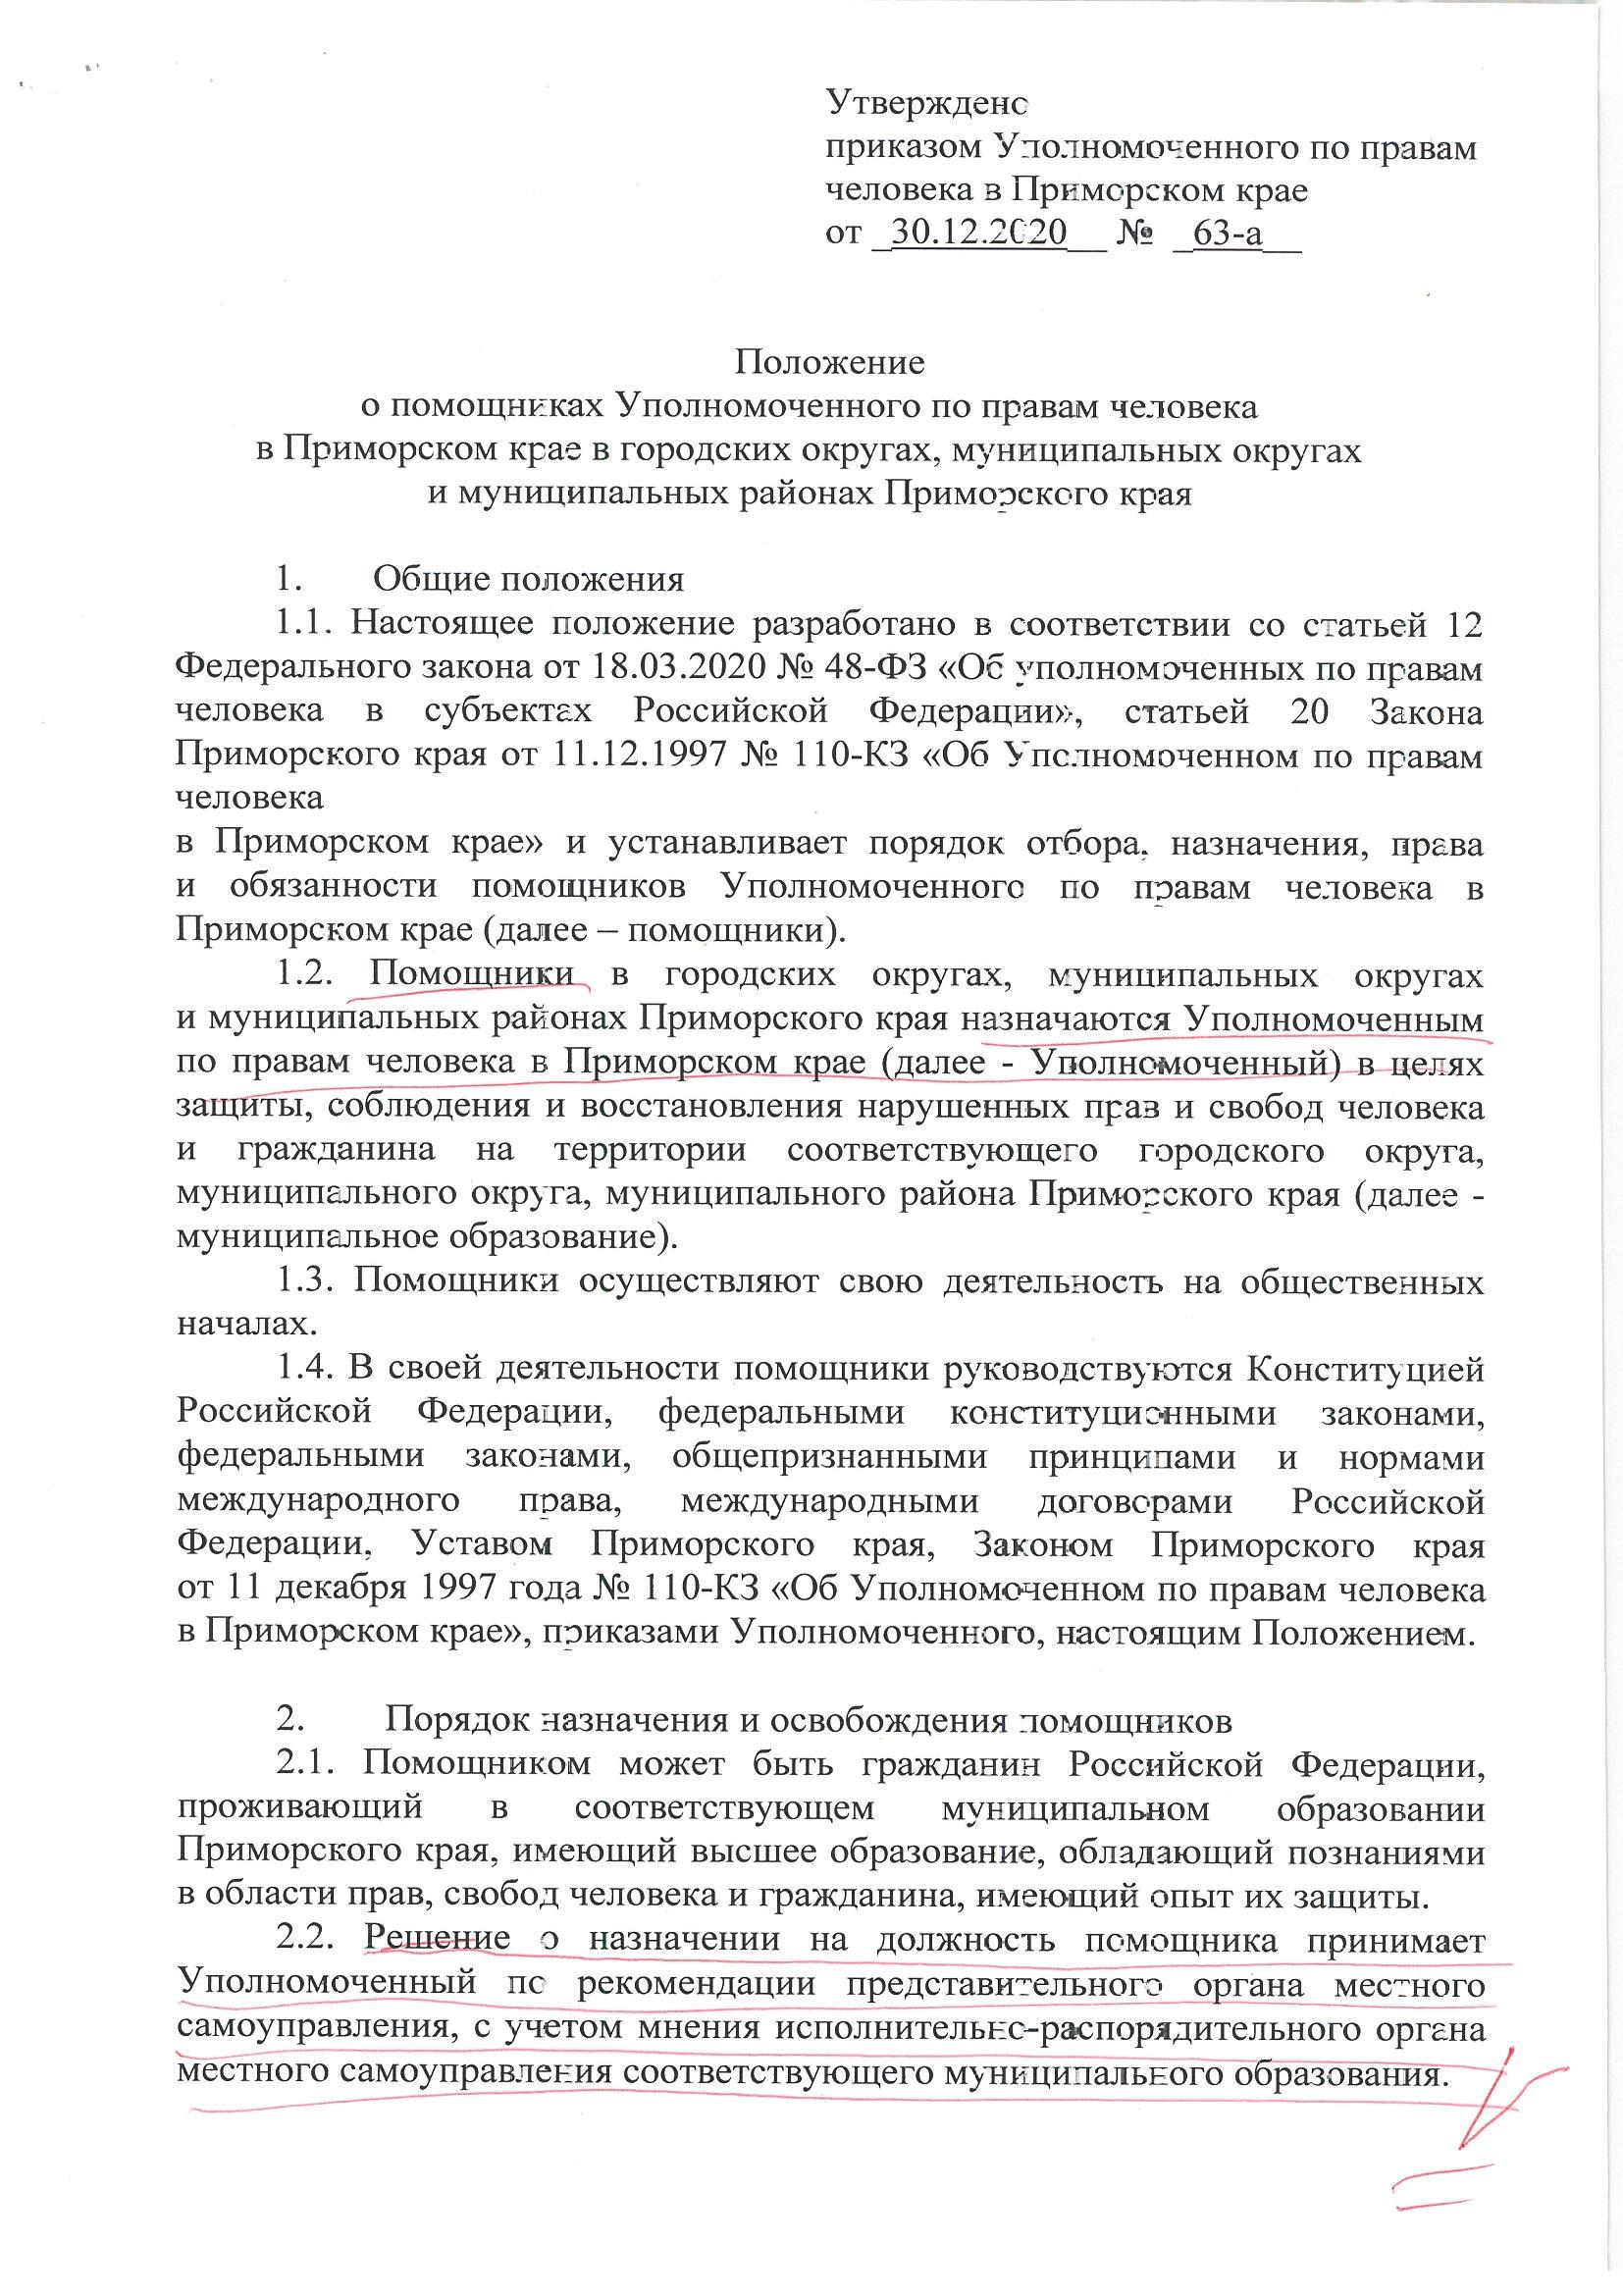 Утверждено
приказом Уполномоченного по правам
человека в Приморском крае
от _30.12.2020__ № _63-а__
Положение
о помощниках Уполномоченного по правам человека
в Приморском крае в городских округах, муниципальных округах
и муниципальных районах Приморского края
1. Общие положения
1.1. Настоящее положение разработано в соответствии со статьей 12
Федерального закона от 18.03.2020 № 48-ФЗ «Об уполномоченных по правам
человека в субъектах Российской Федерации», статьей 20 Закона
Приморского края от 11.12.1997 № 110-КЗ «Об Уполномоченном по правам
человека
в Приморском крае» и устанавливает порядок отбора, назначения, права
и обязанности помощников Уполномоченного по правам человека в
Приморском крае (далее – помощники).
1.2. Помощники в городских округах, муниципальных округах
и муниципальных районах Приморского края назначаются Уполномоченным
по правам человека в Приморском крае (далее - Уполномоченный) в целях
защиты, соблюдения и восстановления нарушенных прав и свобод человека
и гражданина на территории соответствующего городского округа,
муниципального округа, муниципального района Приморского края (далее -
муниципальное образование).
1.3. Помощники осуществляют свою деятельность на общественных
началах.
1.4. В своей деятельности помощники руководствуются Конституцией
Российской Федерации, федеральными конституционными законами,
федеральными законами, общепризнанными принципами и нормами
международного права, международными договорами Российской
Федерации, Уставом Приморского края, Законом Приморского края
от 11 декабря 1997 года № 110-КЗ «Об Уполномоченном по правам человека
в Приморском крае», приказами Уполномоченного, настоящим Положением.
2. Порядок назначения и освобождения помощников
2.1. Помощником может быть гражданин Российской Федерации,
проживающий в соответствующем муниципальном образовании
Приморского края, имеющий высшее образование, обладающий познаниями
в области прав, свобод человека и гражданина, имеющий опыт их защиты.
2.2. Решение о назначении на должность помощника принимает
Уполномоченный по рекомендации представительного органа местного
самоуправления, с учетом мнения исполнительно-распорядительного органа
местного самоуправления соответствующего муниципального образования.